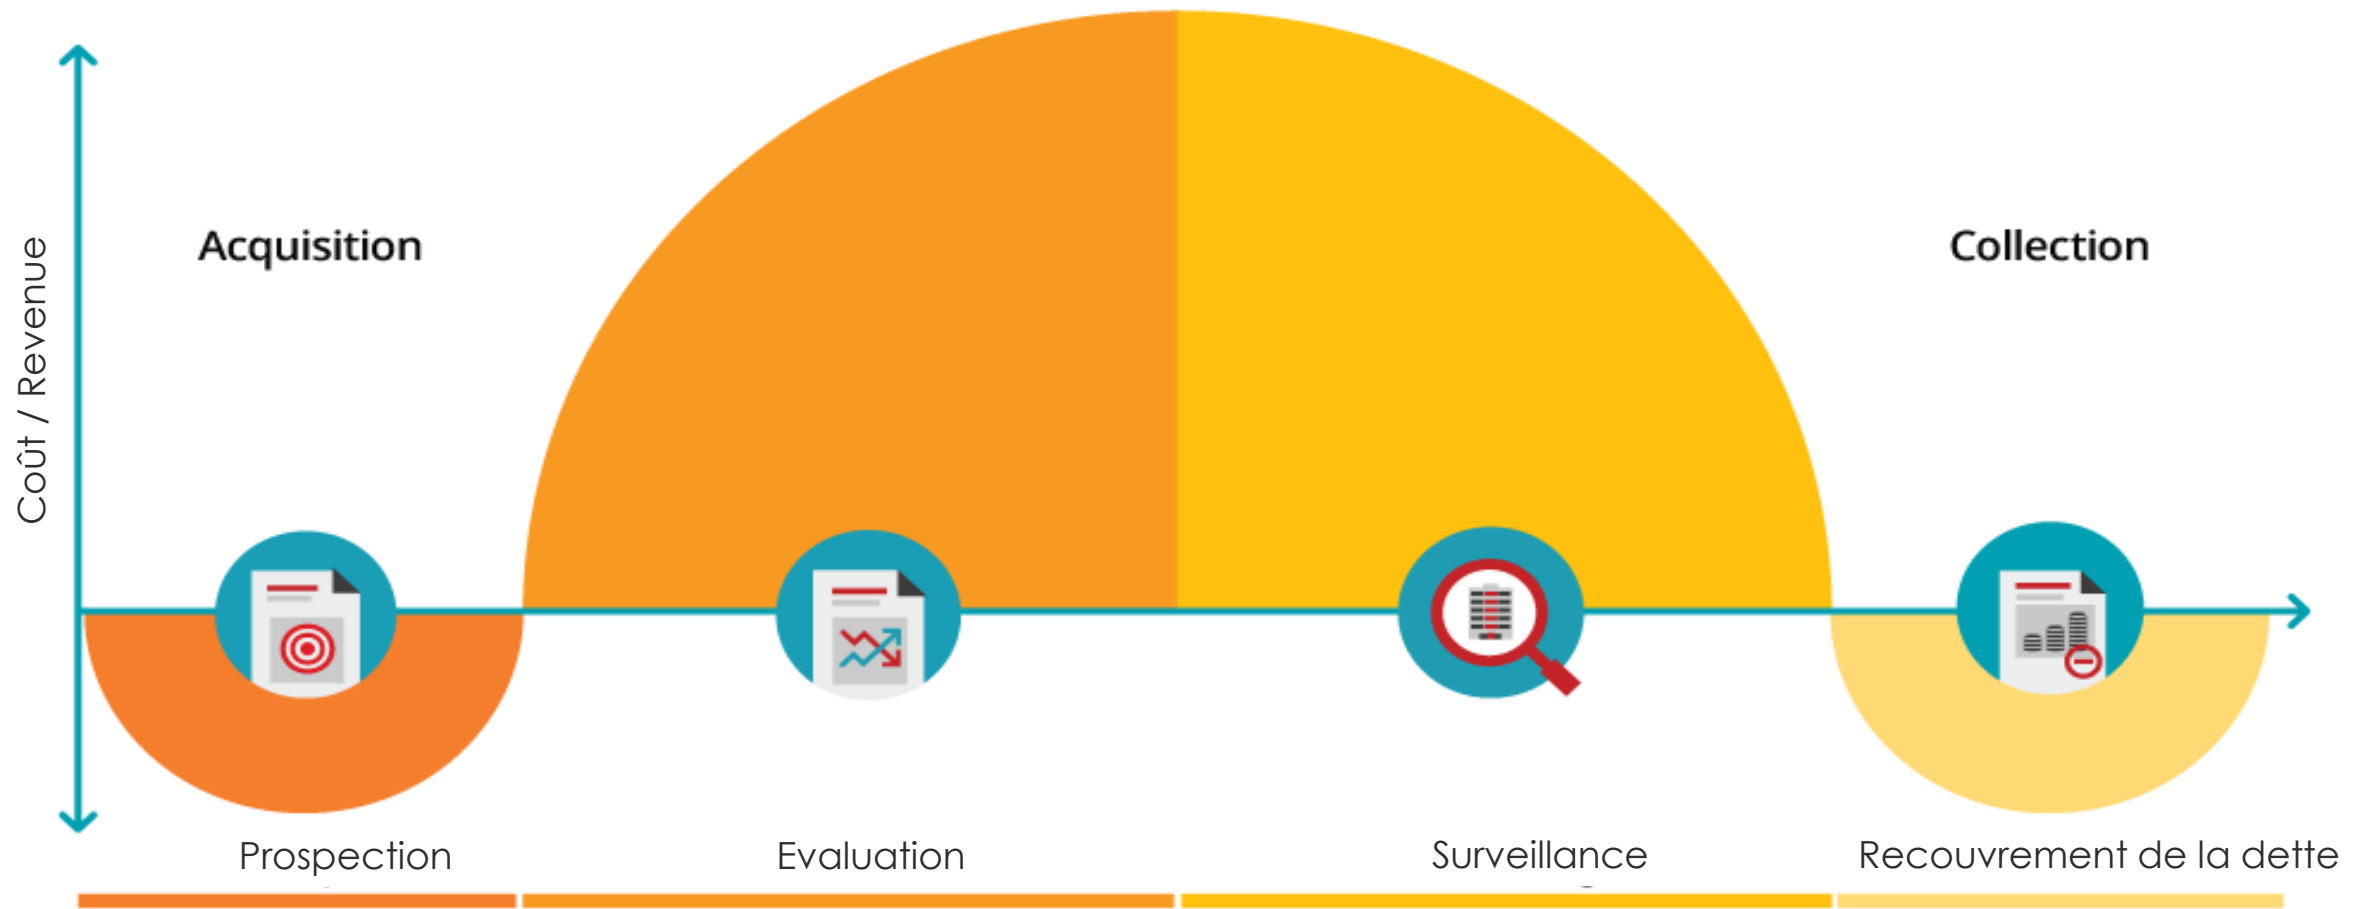 Coût / Revenue
Acquisition
Collection
Prospection
Evaluation
Surveillance
Recouvrement de la dette